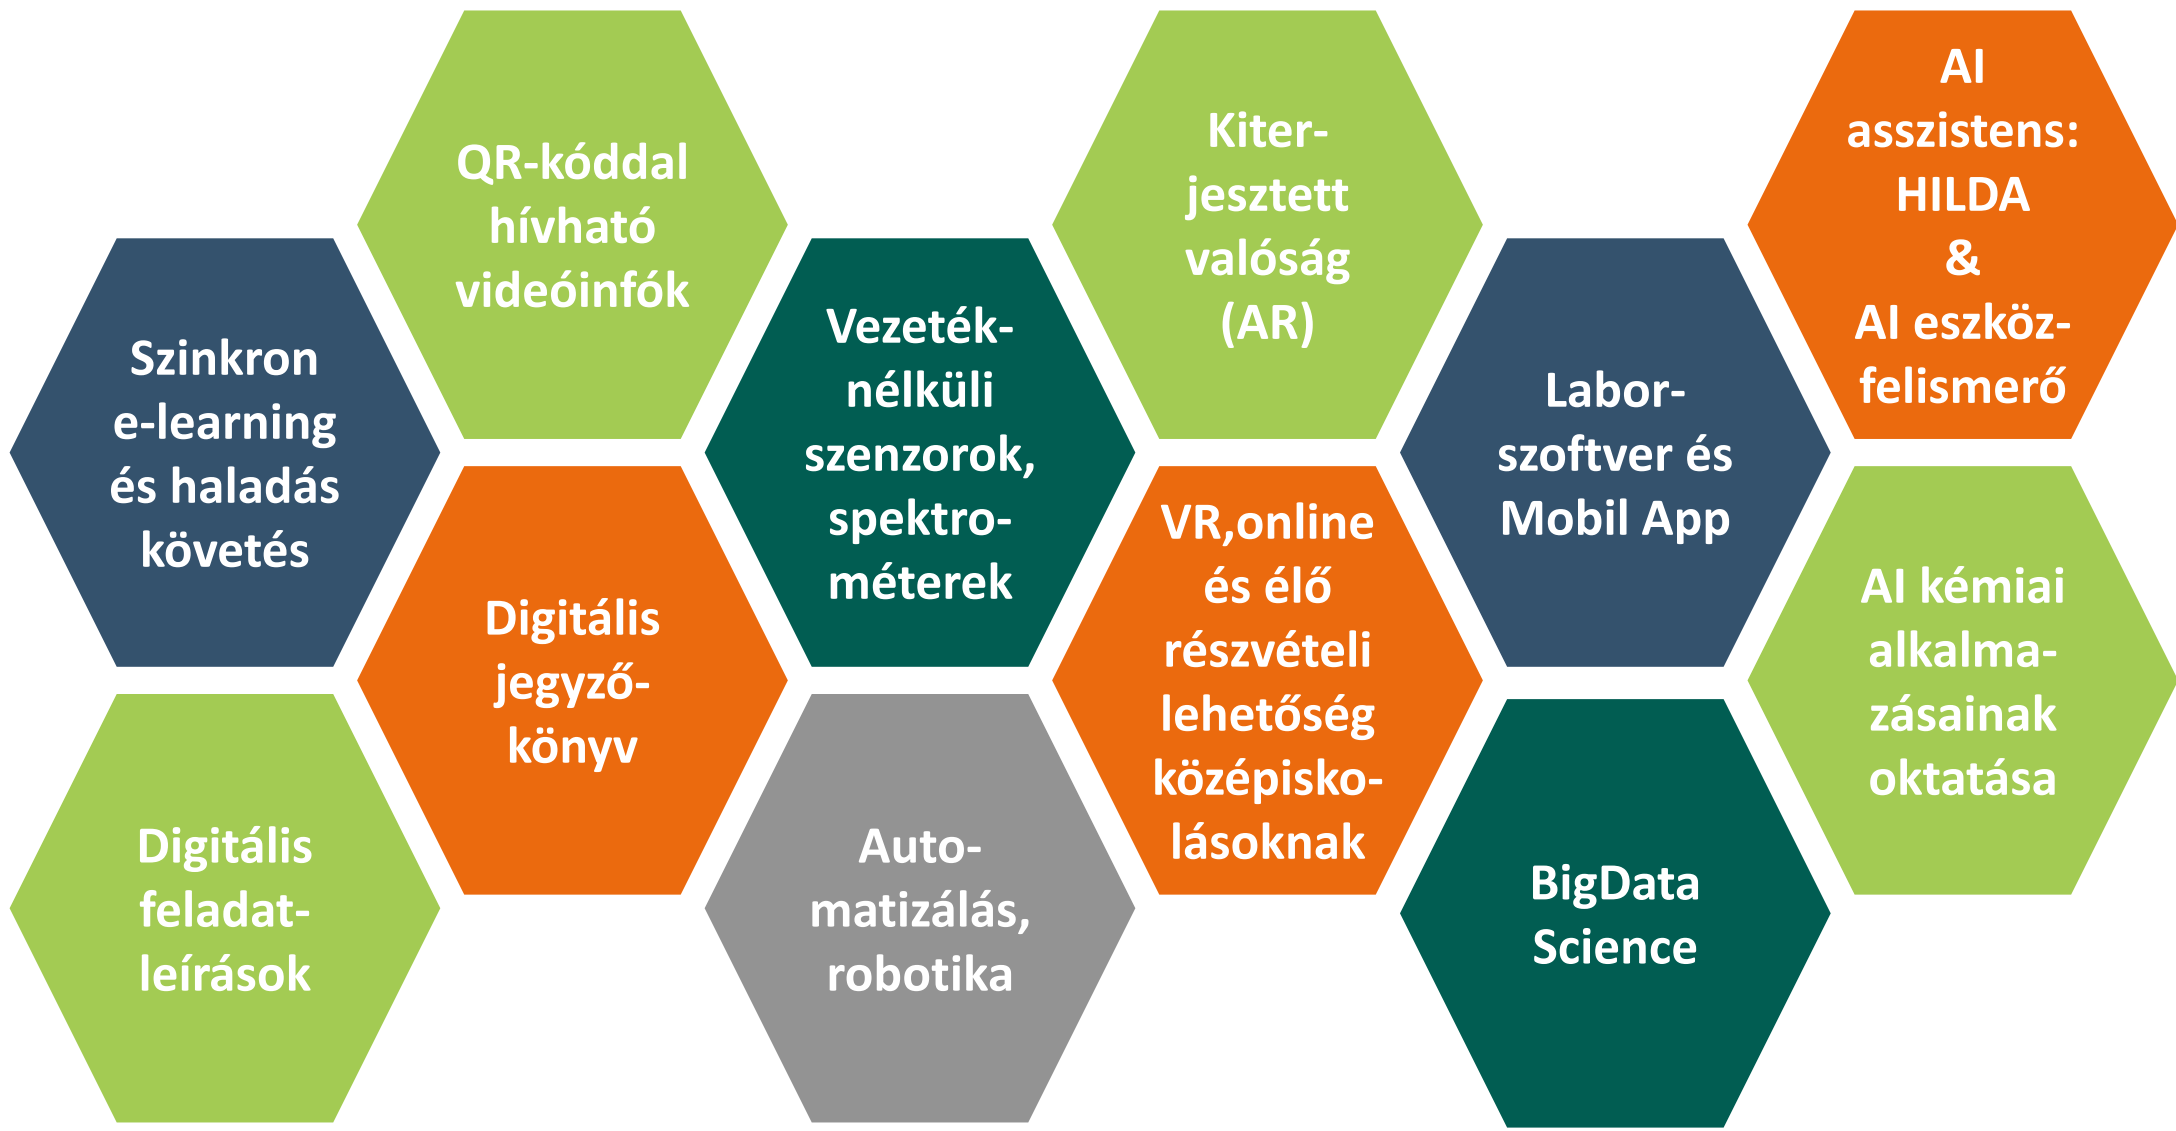 Szinkron
e-learning
és haladás
követés
Digitális
feladat-
leírások
QR-kóddal
hívható
videóinfók
Digitális
jegyző-
könyv
Vezeték-
nélküli
szenzorok,
spektro-
méterek
Auto-
matizálás,
robotika
Kiter-
jesztett
valóság
(AR)
VR,online
és élő
részvételi
lehetőség
középisko-
lásoknak
Labor-
szoftver és
Mobil App
BigData
Science
AI
asszistens:
HILDA
&
AI eszköz-
felismerő
AI kémiai
alkalma-
zásainak
oktatása